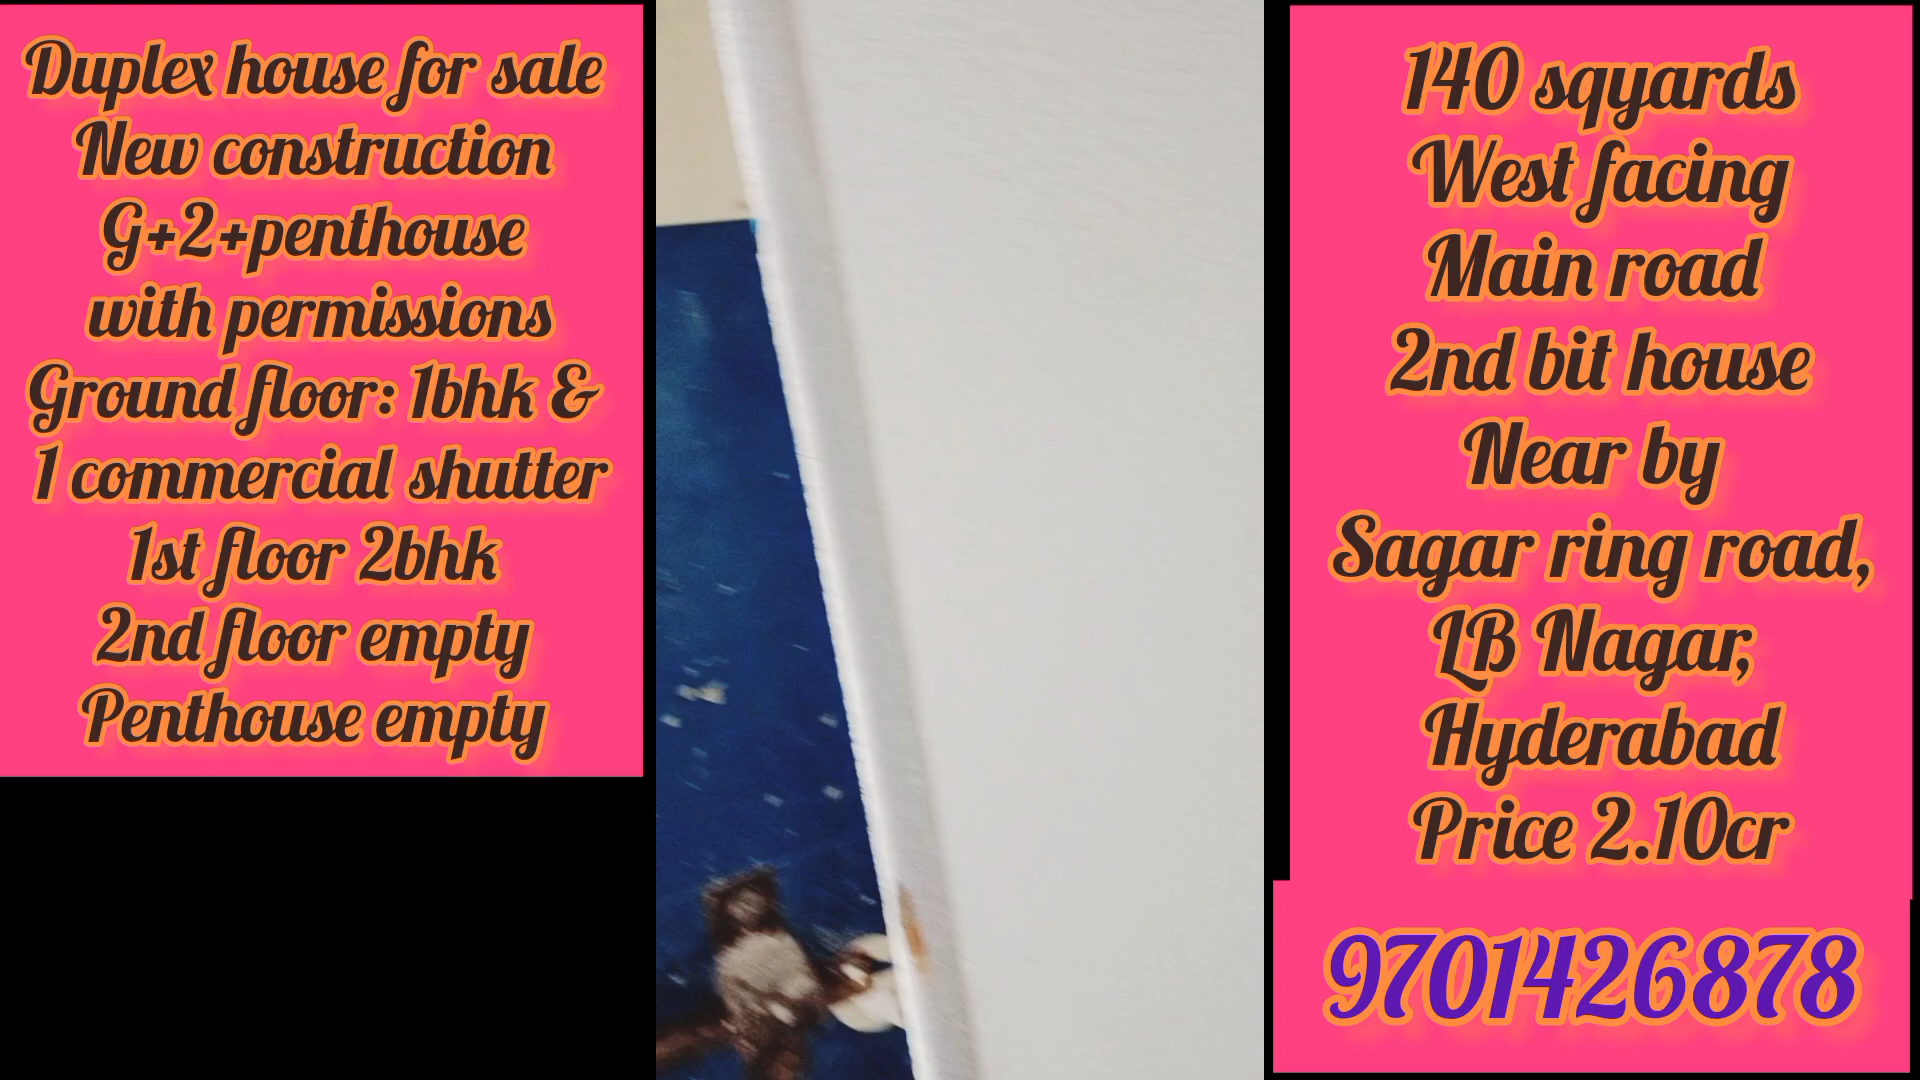 Duplex house for sale
New construction
G+2+penthouse
with permissions
Ground floor: 1bhk &
1 commercial shutter
1st floor 2bhk
2nd floor empty
Penthouse empty
140 sqyards
West facing
Main road
2nd bit house
Near by
Sagar ring road,
LB Nagar,
Hyderabad
Price 2.10cr
9701426878